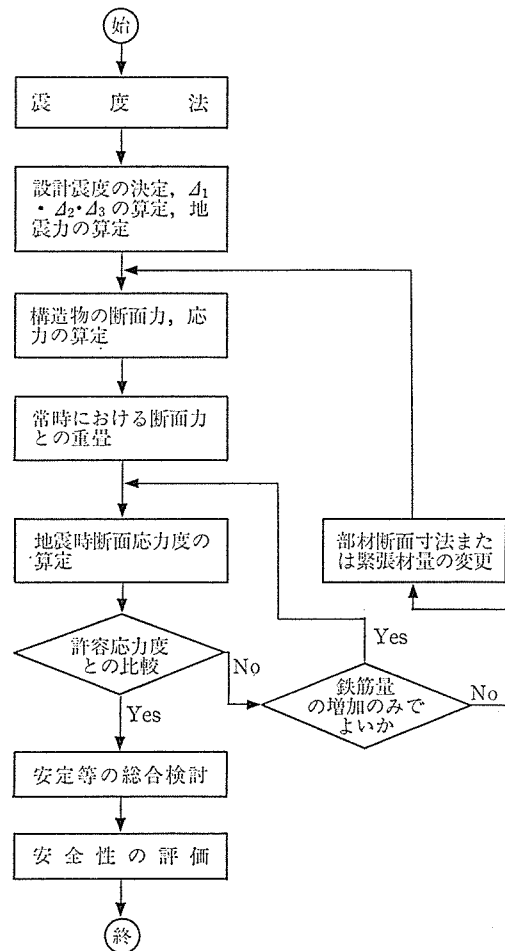 始
震度法
設計震度の決定，Δ1
・Δ2・Δ3の算定，地
震力の算定
構造物の断面力，応
力の算定
常時における断面力
との重畳
地震時断面応力度の
算定
部材断面寸法また
は緊張材量の変更
許容応力度
との比較
No
Yes
鉄筋量
の増加のみで
よいか
Yes
No
安定等の総合検討
安全性の評価
終